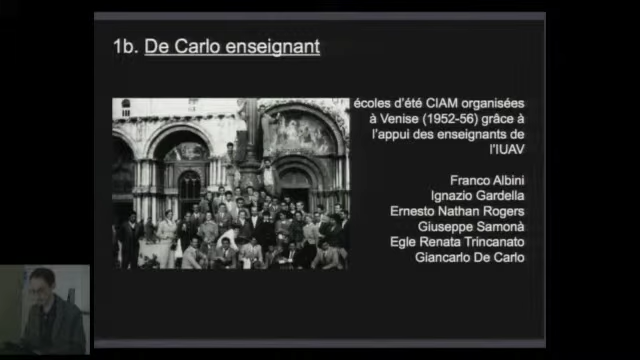 1b. De Carlo enseignant
écoles d'été CIAM organisées
à Venise (1952-56) grâce à
l'appui des enseignants de
l'IUAV
Franco Albini
Ignazio Gardella
Ernesto Nathan Rogers
Giuseppe Samonà
Egle Renata Trincanato
Giancarlo De Carlo